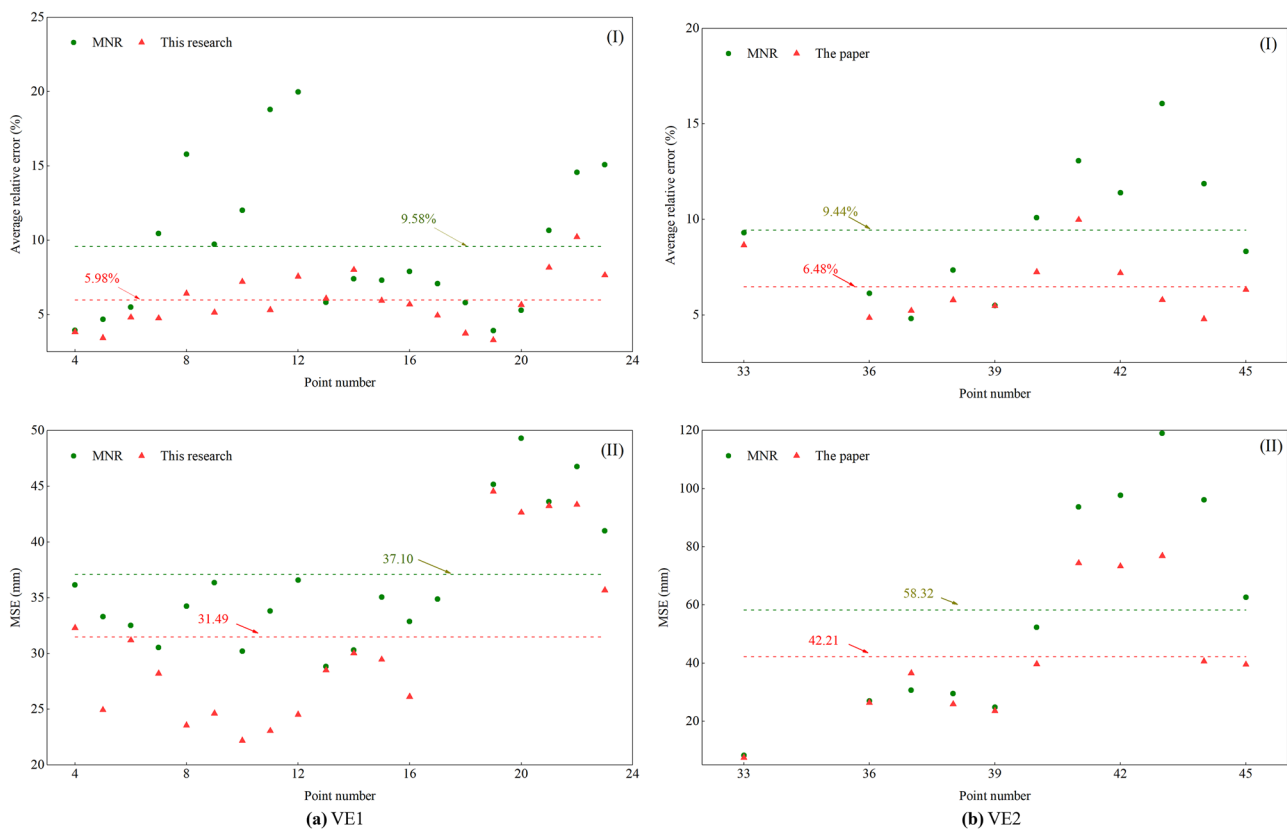 25
20
15
10
5
Average relative error (%)
MNR
This research
(I)
9.58%
5.98%
4
8
12
16
20
24
Point number
20
15
10
5
Average relative error (%)
MNR
The paper
(I)
9.44%
6.48%
33
36
39
42
45
Point number
50
45
40
35
30
25
20
MSE (mm)
MNR
This research
(II)
37.10
31.49
4
8
12
16
20
24
Point number
(a) VE1
120
100
80
60
40
20
MSE (mm)
MNR
The paper
(II)
58.32
42.21
33
36
39
42
45
Point number
(b) VE2